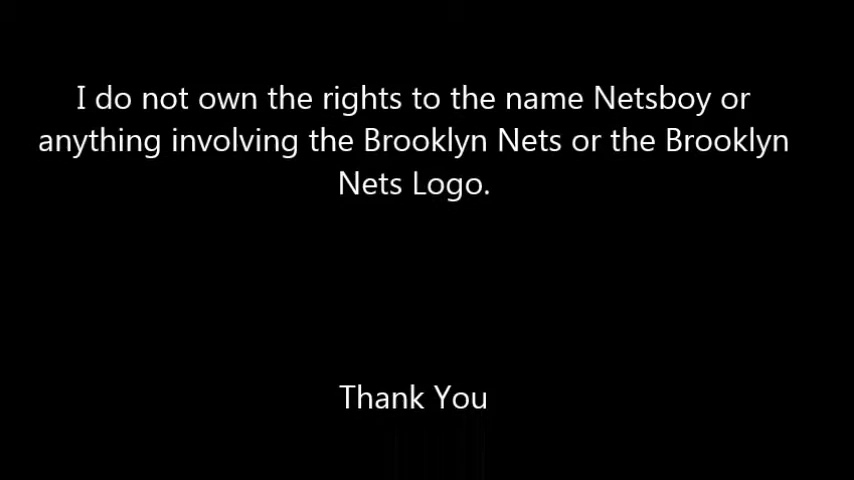 I do not own the rights to the name Netsboy or
anything involving the Brooklyn Nets or the Brooklyn
Nets Logo.
Thank You